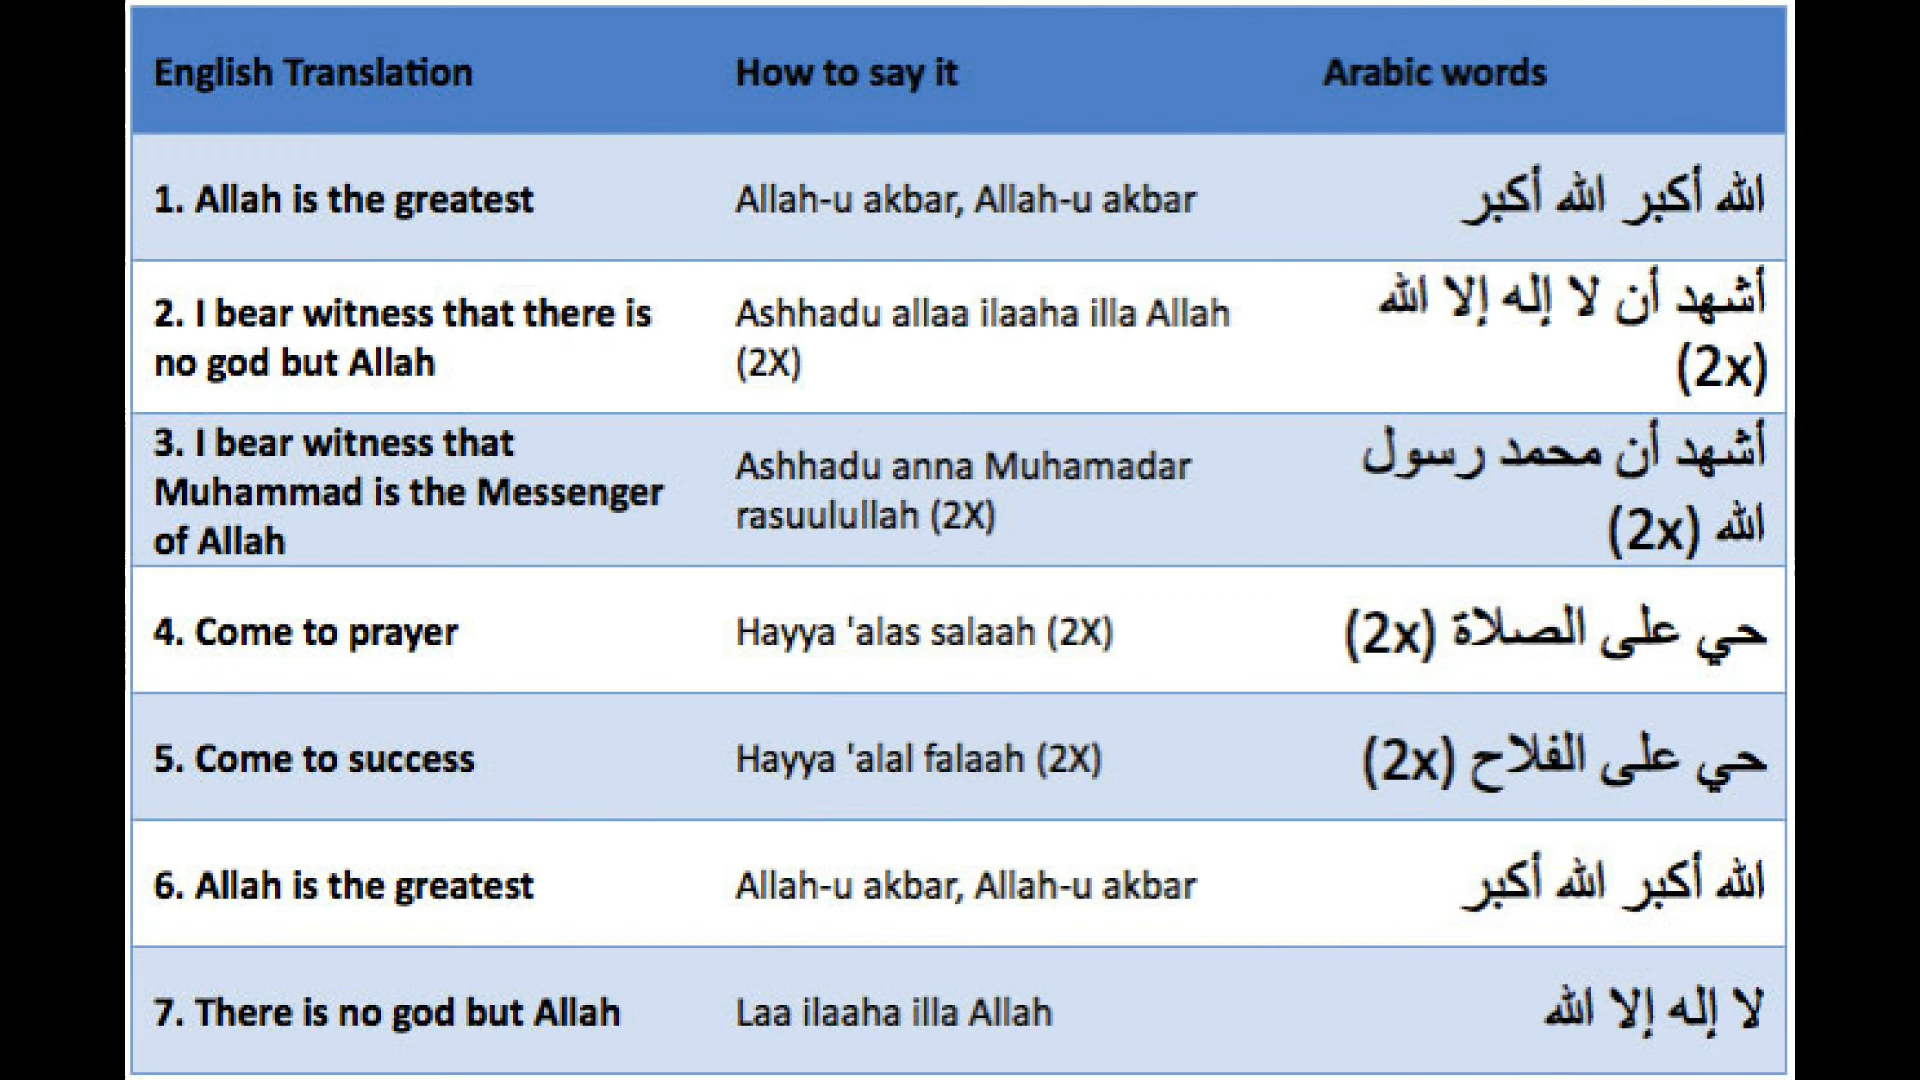 English Translation How to say it Arabic words
1. Allah is the greatest Allah-u akbar, Allah-u akbar الله أكبر الله أكبر
2. I bear witness that there is
no god but Allah
Ashhadu allaa ilaaha illa Allah
(2X)
أشهد أن لا إله إلا الله
(2x)
3. I bear witness that
Muhammad is the Messenger
of Allah
Ashhadu anna Muhamadar
rasuulullah (2X)
أشهد أن محمد رسول
الله (2x)
4. Come to prayer Hayya 'alas salaah (2X) حي على الصلاة (2x)
5. Come to success Hayya 'alal falaah (2X) حي على الفلاح (2x)
6. Allah is the greatest Allah-u akbar, Allah-u akbar الله أكبر الله أكبر
7. There is no god but Allah Laa ilaaha illa Allah لا إله إلا الله